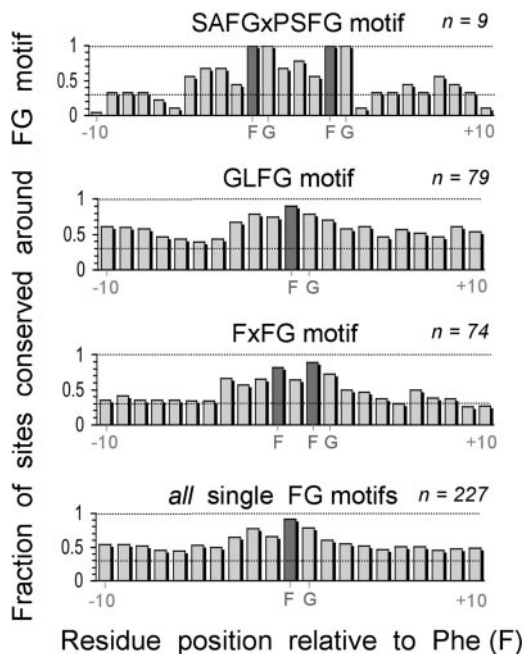 Fraction of sites conserved around FG motif
SAFGxPSFG motif n = 9
1
0.5
0
-10 F G F G +10
GLFG motif n = 79
1
0.5
0
-10 F G +10
FxFG motif n = 74
1
0.5
0
-10 F F G +10
all single FG motifs n = 227
1
0.5
0
-10 F G +10
Residue position relative to Phe (F)